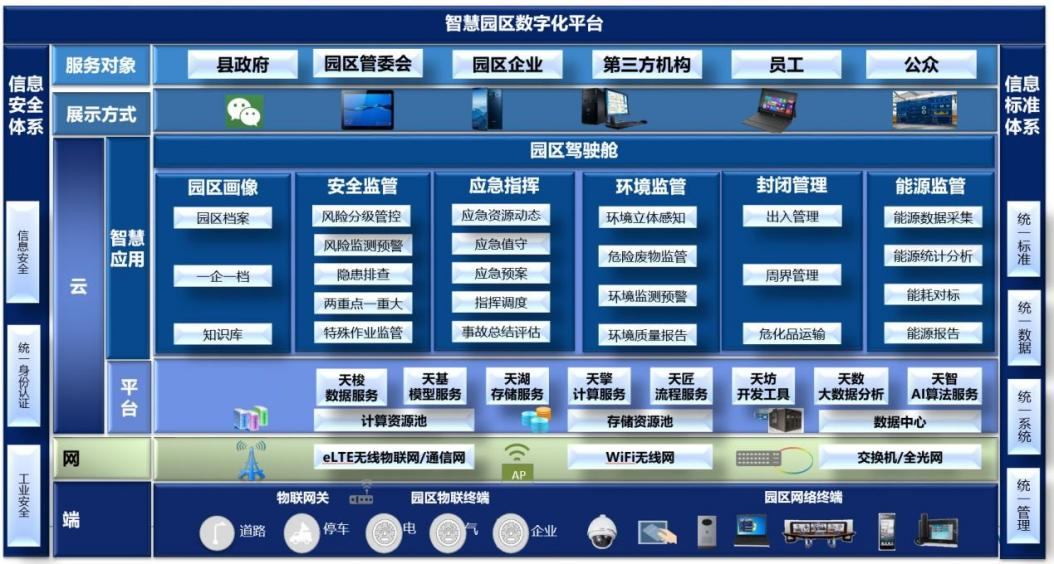 智慧园区数字化平台
信息
安全
体系
信息安全
统一身份认证
工业安全
服务对象
县政府
园区管委会
园区企业
第三方机构
员工
公众
展示方式
云
智慧
应用
园区驾驶舱
园区画像
园区档案
一企一档
知识库
安全监管
风险分级管控
风险监测预警
隐患排查
两重点一重大
特殊作业监管
应急指挥
应急资源动态
应急值守
应急预案
指挥调度
事故总结评估
环境监管
环境立体感知
危险废物监管
环境监测预警
环境质量报告
封闭管理
出入管理
周界管理
危化品运输
能源监管
能源数据采集
能源统计分析
能耗对标
能源报告
平
台
天梭
数据服务
天基
模型服务
天湖
存储服务
天擎
计算服务
天匠
流程服务
天坊
开发工具
天数
大数据分析
天智
AI算法服务
计算资源池
存储资源池
数据中心
网
eLTE无线物联网/通信网
AP
WiFi无线网
交换机/全光网
端
物联网关
园区物联终端
园区网络终端
道路
停车
电
气
企业
信息
标准
体系
统一标准
统一数据
统一系统
统一管理